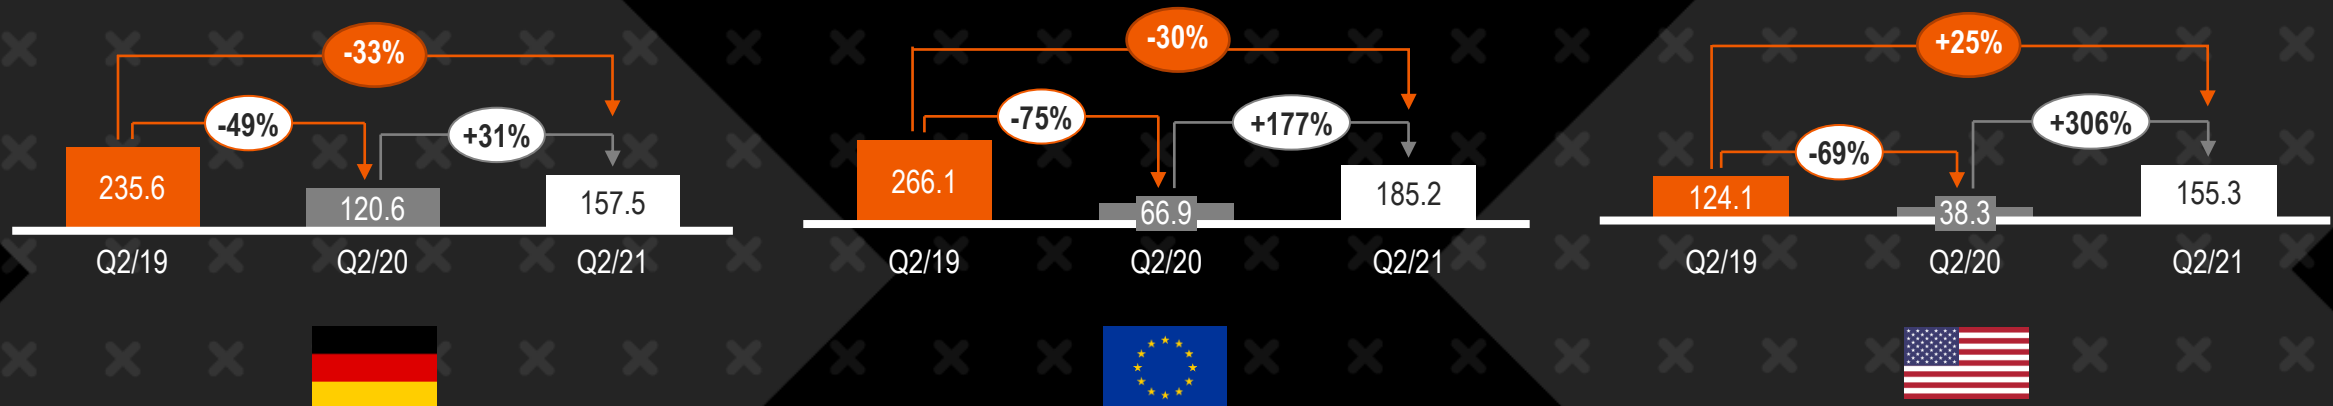 -33%
-49%
+31%
235.6
120.6
157.5
Q2/19
Q2/20
Q2/21
-30%
-75%
+177%
266.1
66.9
185.2
Q2/19
Q2/20
Q2/21
+25%
-69%
+306%
124.1
38.3
155.3
Q2/19
Q2/20
Q2/21